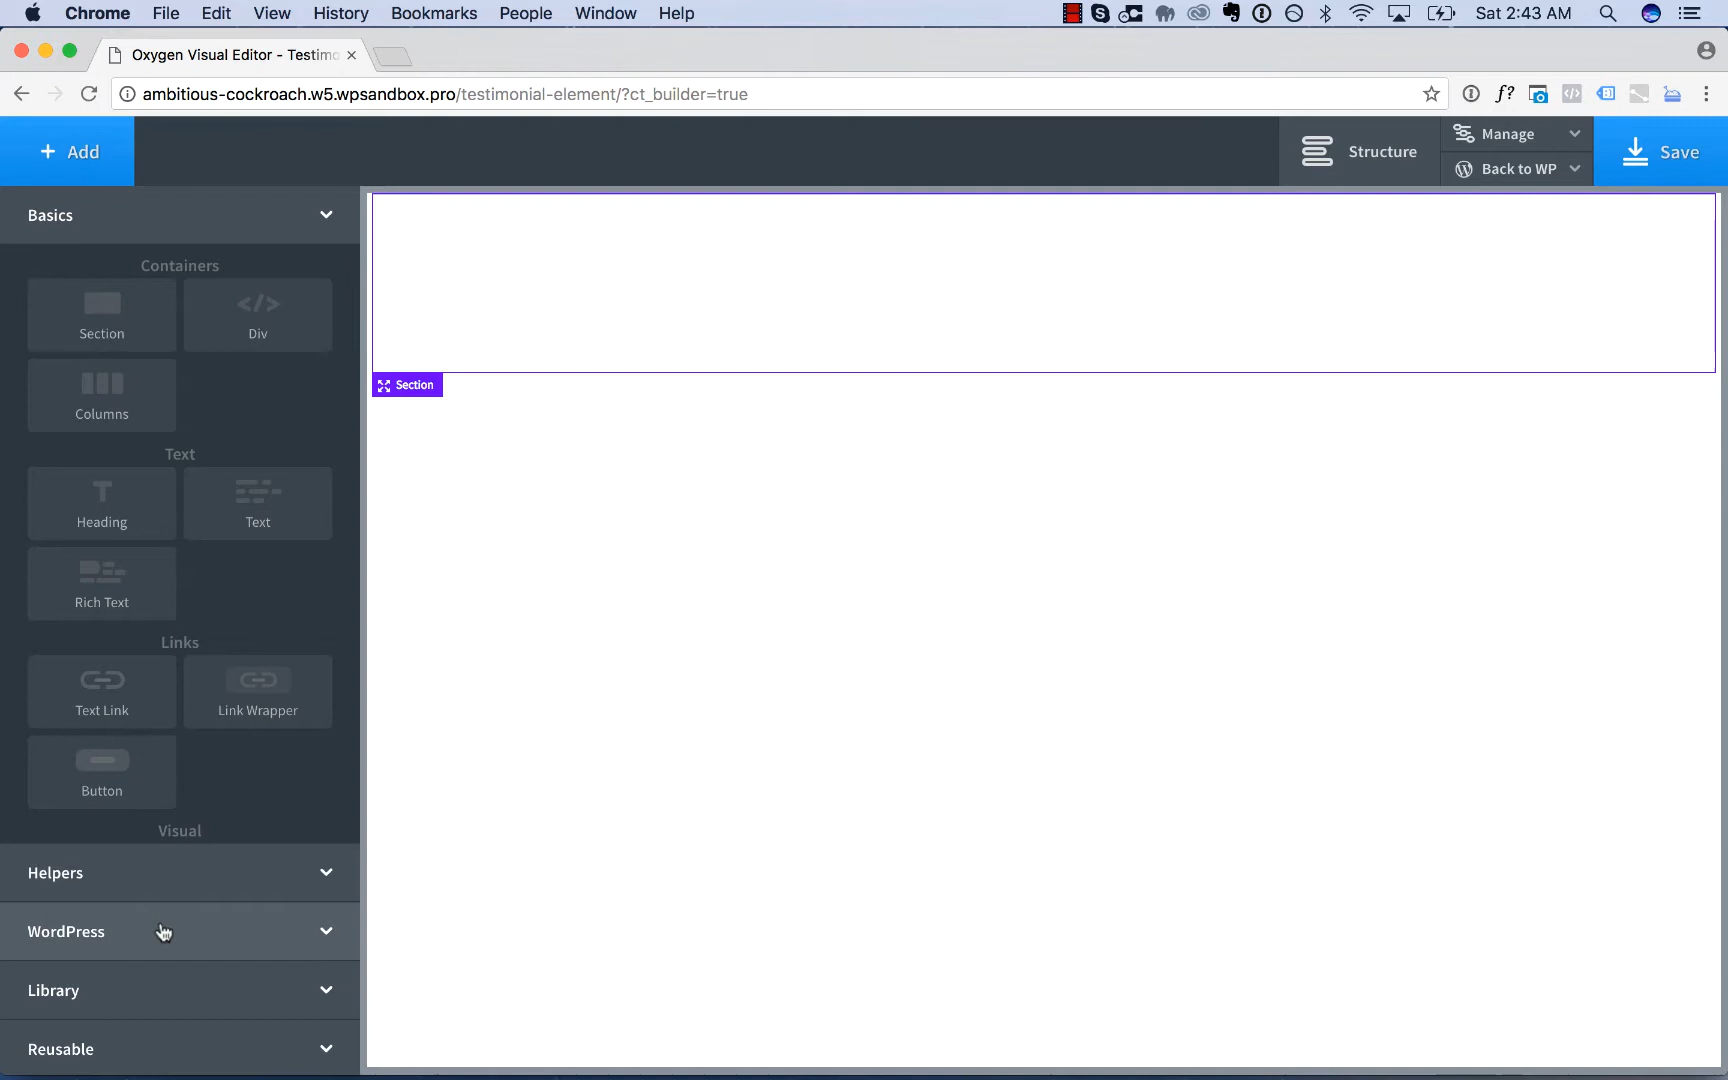 Chrome File Edit View History Bookmarks People Window Help Sat 2:43 AM
Oxygen Visual Editor - Testimo
ambitious-cockroach.w5.wpsandbox.pro/testimonial-element/?ct_builder=true
f?
+ Add
Structure
Manage
Back to WP
Save
Basics
Containers
Section
Div
Columns
Text
Heading
Text
Rich Text
Links
Text Link
Link Wrapper
Button
Visual
Helpers
WordPress
Library
Reusable
Section